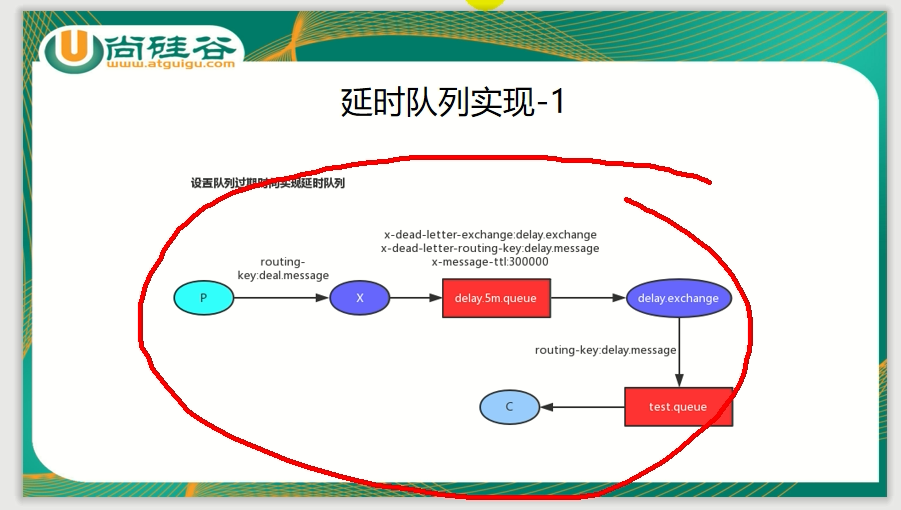 尚硅谷
www.atguigu.com
延时队列实现-1
设置队列过期时间实现延时队列
x-dead-letter-exchange:delay.exchange
x-dead-letter-routing-key:delay.message
x-message-ttl:300000
routing-
key:deal.message
P
X
delay.5m.queue
delay.exchange
routing-key:delay.message
C
test.queue